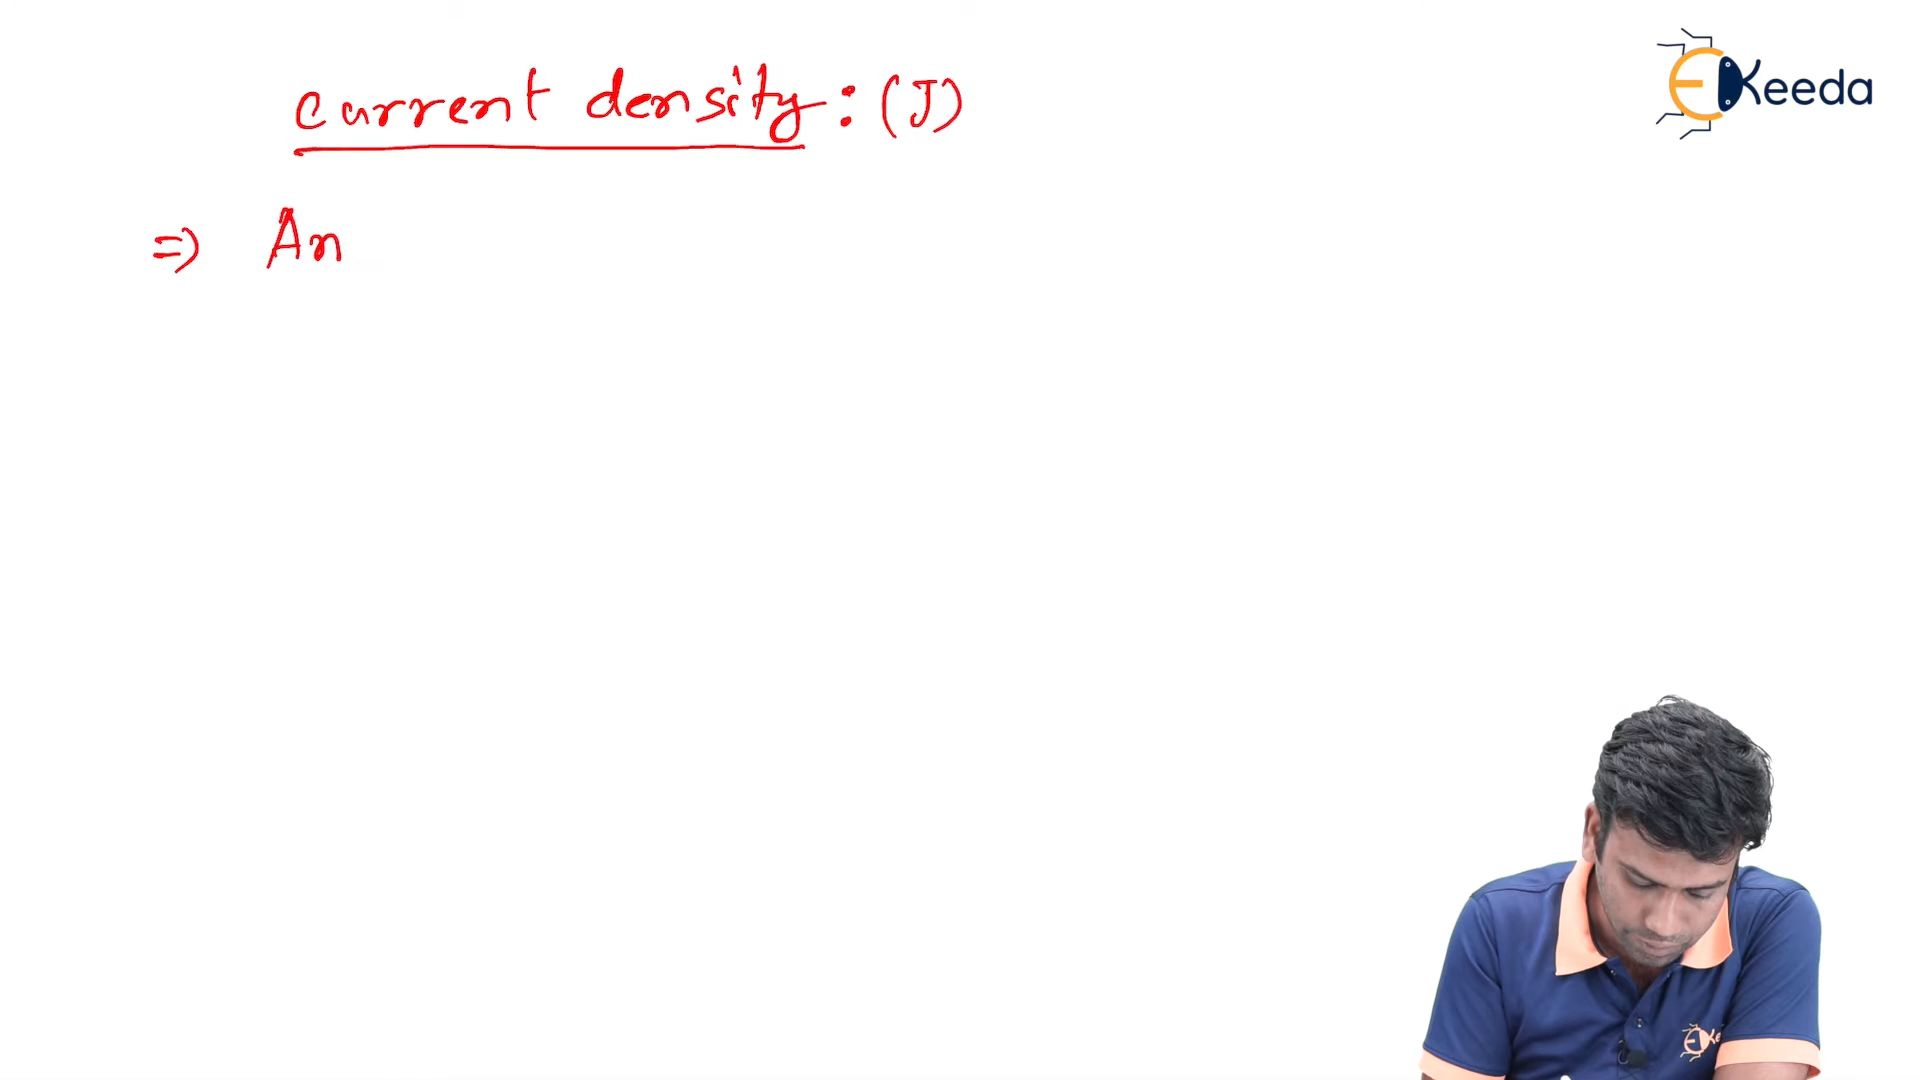 current density : (J)
EKeeda
=> An